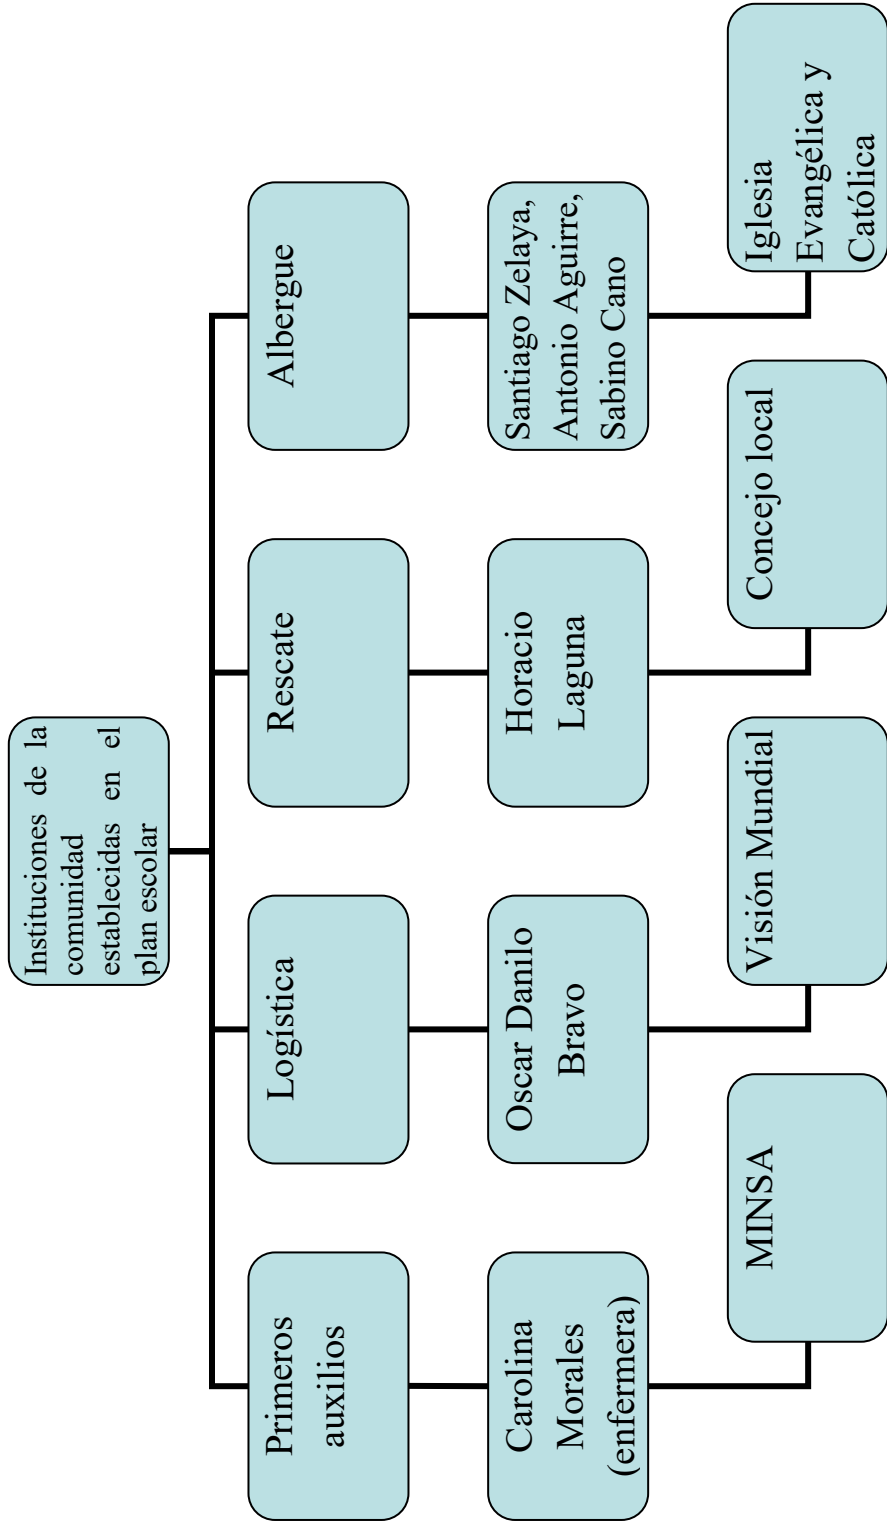 Instituciones de la
comunidad
establecidas en el
plan escolar
Primeros
auxilios
Logística
Rescate
Albergue
Carolina
Morales
(enfermera)
Oscar Danilo
Bravo
Horacio
Laguna
Santiago Zelaya,
Antonio Aguirre,
Sabino Cano
MINSA
Visión Mundial
Concejo local
Iglesia
Evangélica y
Católica